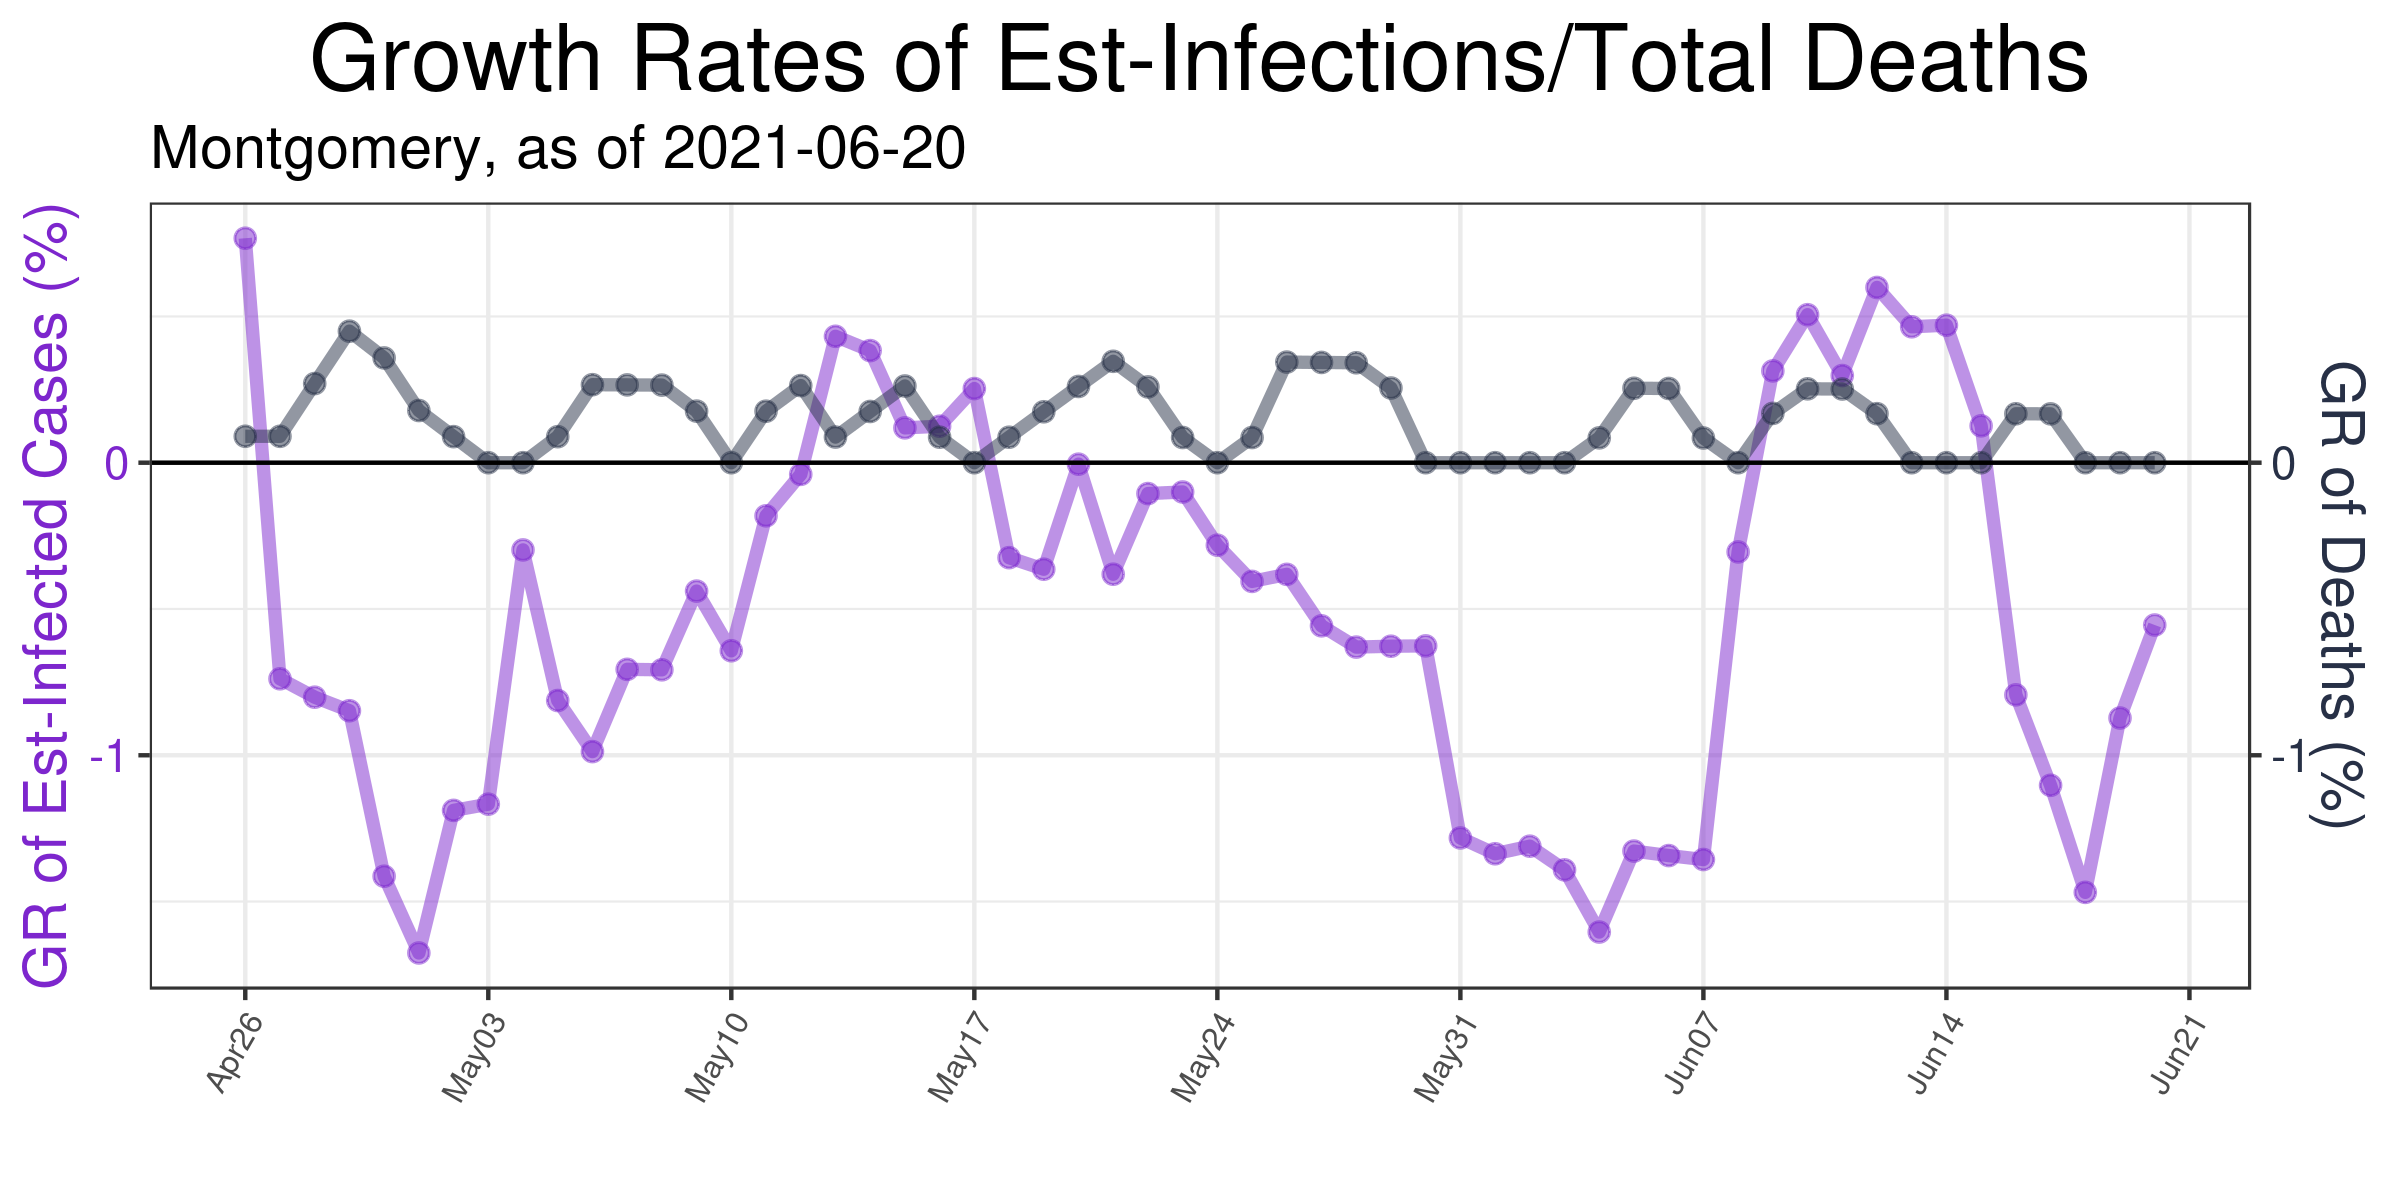 Growth Rates of Est-Infections/Total Deaths
Montgomery, as of 2021-06-20
GR of Est-Infected Cases (%)
0
-1
0
-1
GR of Deaths (%)
Apr26
May03
May10
May17
May24
May31
Jun07
Jun14
Jun21